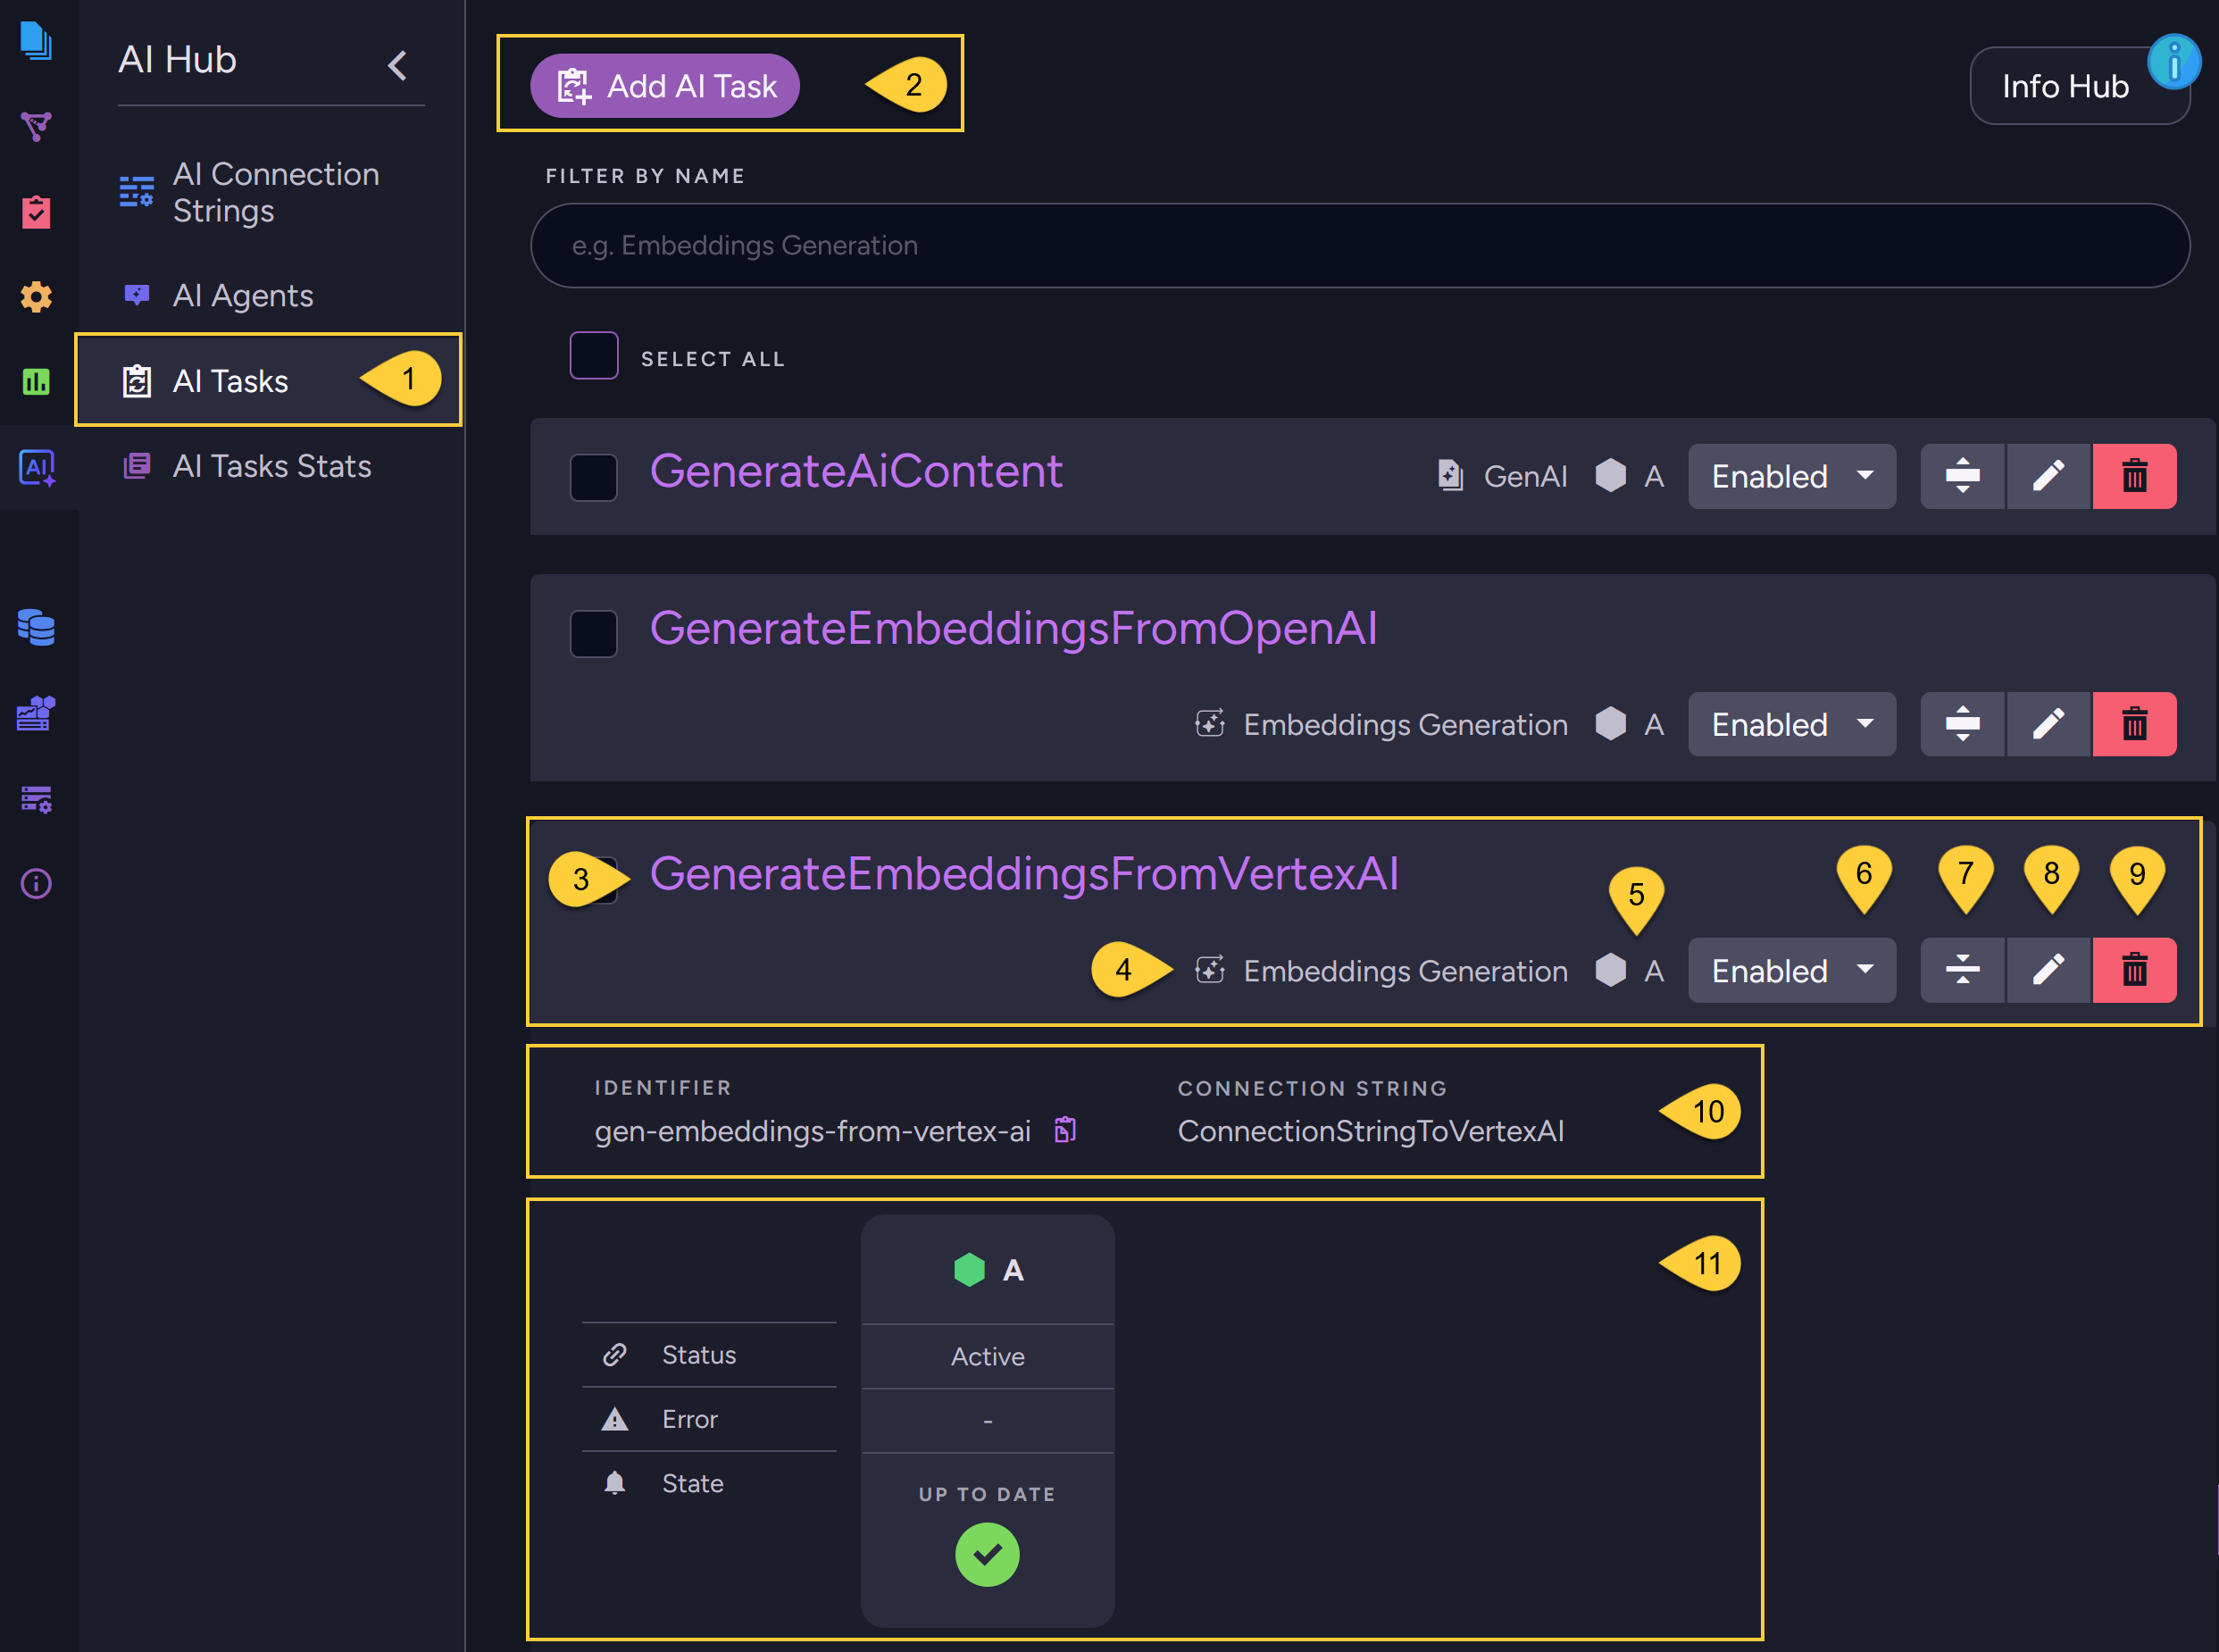 AI Hub
AI Connection
Strings
AI Agents
AI Tasks
1
AI Tasks Stats
AI
Add AI Task
2
Info Hub
FILTER BY NAME
e.g. Embeddings Generation
SELECT ALL
GenerateAiContent
GenAI
A
Enabled
GenerateEmbeddingsFromOpenAI
Embeddings Generation
A
Enabled
3
GenerateEmbeddingsFromVertexAI
5
6
7
8
9
4
Embeddings Generation
A
Enabled
IDENTIFIER
gen-embeddings-from-vertex-ai
CONNECTION STRING
ConnectionStringToVertexAI
10
11
A
Status
Active
Error
-
State
UP TO DATE